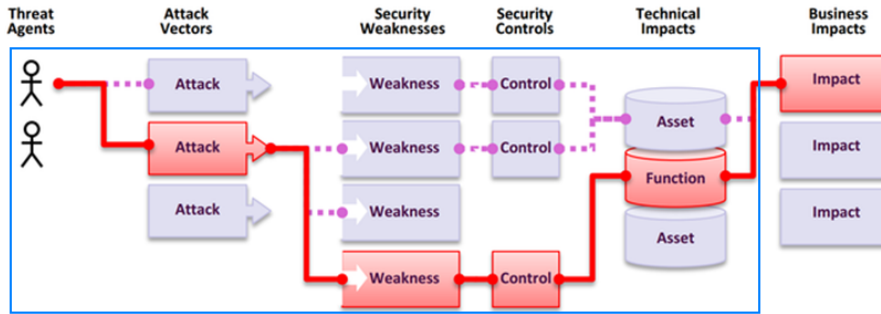 Threat Agents
Attack Vectors
Security Weaknesses
Security Controls
Technical Impacts
Business Impacts
Attack
Weakness
Control
Impact
Asset
Attack
Weakness
Control
Impact
Function
Attack
Weakness
Impact
Asset
Weakness
Control